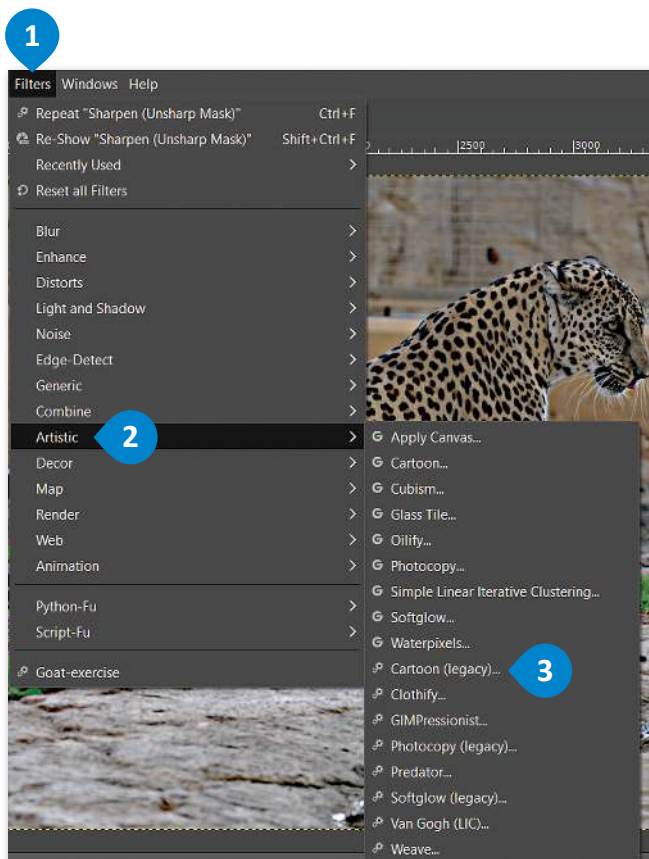 1
Filters Windows Help
Repeat "Sharpen (Unsharp Mask)" Ctrl+F
Re-Show "Sharpen (Unsharp Mask)" Shift+Ctrl+F
Recently Used
Reset all Filters
2500 3000
Blur
Enhance
Distorts
Light and Shadow
Noise
Edge-Detect
Generic
Combine
Artistic 2
Decor
Map
Render
Web
Animation
Python-Fu
Script-Fu
Goat-exercise
Apply Canvas...
Cartoon...
Cubism...
Glass Tile...
Oilify...
Photocopy...
Simple Linear Iterative Clustering...
Softglow...
Waterpixels...
Cartoon (legacy)... 3
Clothify...
GIMPressionist...
Photocopy (legacy)...
Predator...
Softglow (legacy)...
Van Gogh (LIC)...
Weave...